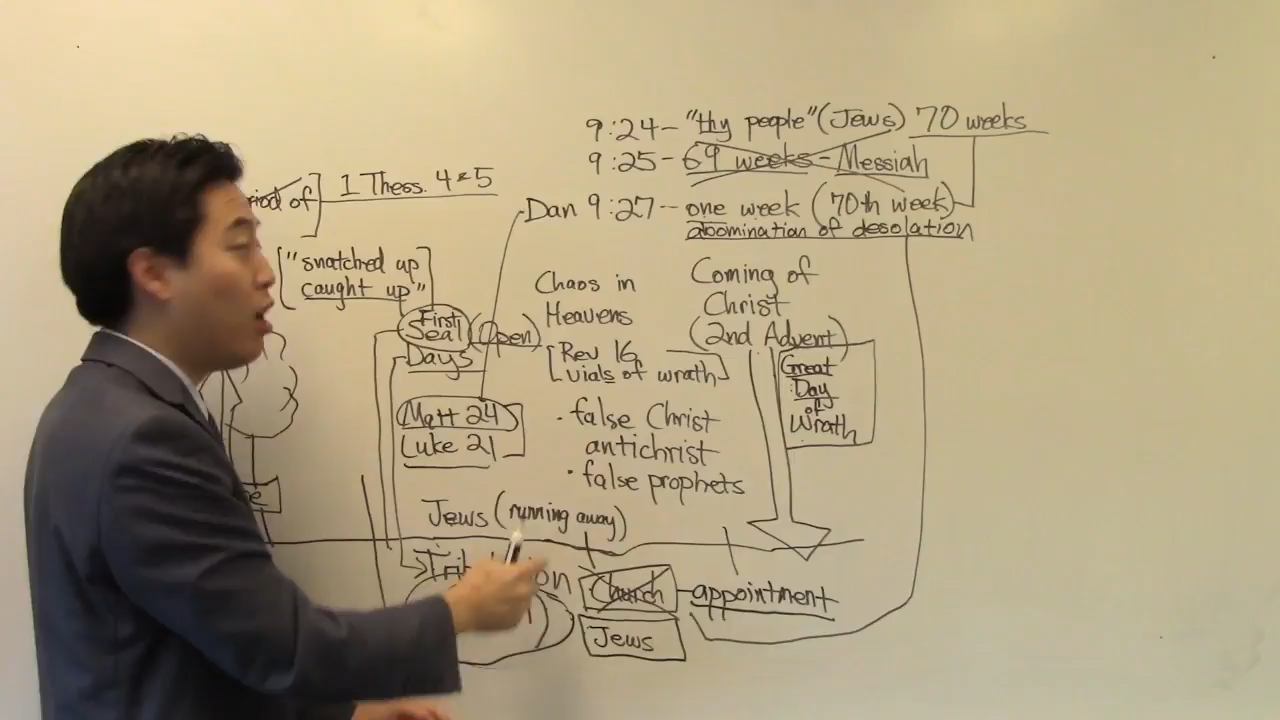 9:24- "thy people" (Jews) 70 weeks
9:25- 69 weeks - Messiah
Dan 9:27- one week (70th week)
abomination of desolation
of] 1 Thess. 4 & 5
["snatched up
caught up"]
First
Seal (Open)
Days
Matt 24
Luke 21
Jews (running away)
Chaos in
Heavens
[Rev 16
vials of wrath]
· false Christ
antichrist
· false prophets
Coming of
Christ
(2nd Advent)
Great
Day
of
Wrath
Church - appointment
Jews